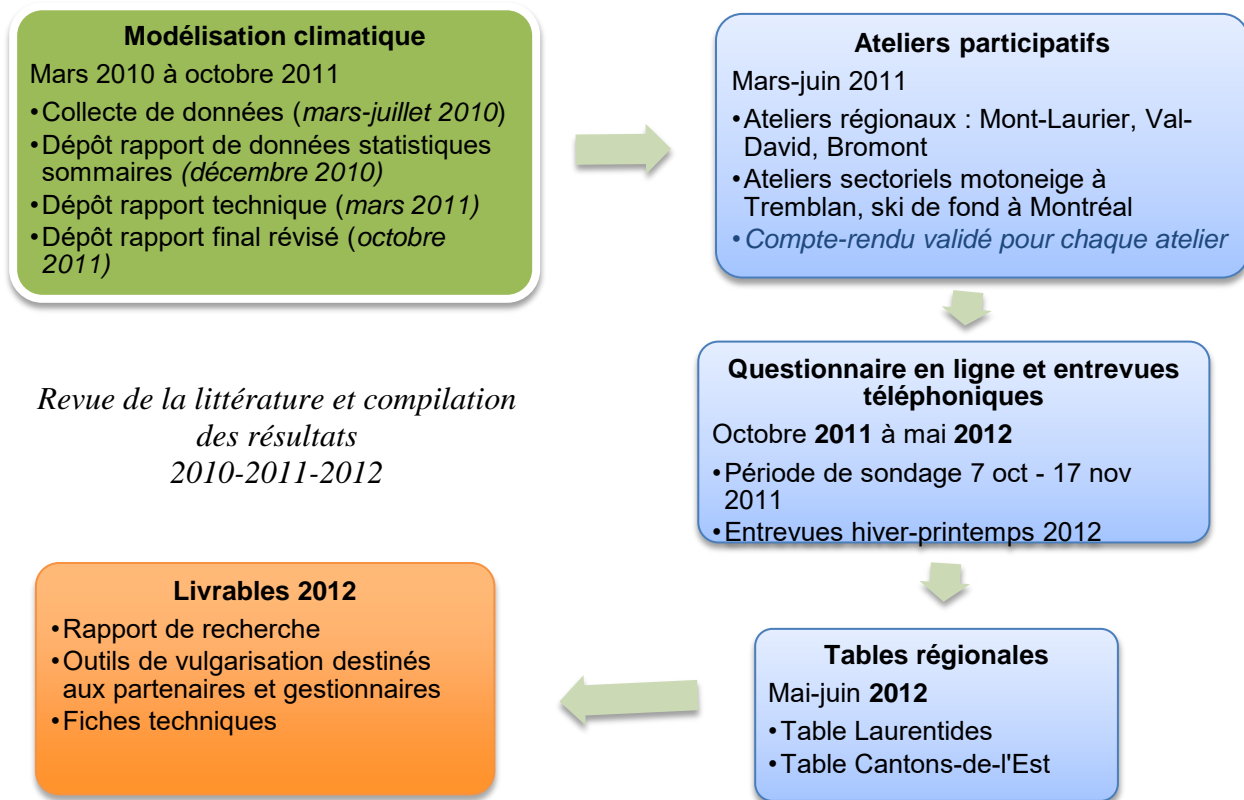 Modélisation climatique
Mars 2010 à octobre 2011
•Collecte de données (mars-juillet 2010)
•Dépôt rapport de données statistiques
sommaires (décembre 2010)
•Dépôt rapport technique (mars 2011)
•Dépôt rapport final révisé (octobre
2011)
Ateliers participatifs
Mars-juin 2011
•Ateliers régionaux : Mont-Laurier, Val-
David, Bromont
•Ateliers sectoriels motoneige à
Tremblan, ski de fond à Montréal
•Compte-rendu validé pour chaque atelier
Questionnaire en ligne et entrevues
téléphoniques
Octobre 2011 à mai 2012
•Période de sondage 7 oct - 17 nov
2011
•Entrevues hiver-printemps 2012
Revue de la littérature et compilation
des résultats
2010-2011-2012
Tables régionales
Mai-juin 2012
•Table Laurentides
•Table Cantons-de-l'Est
Livrables 2012
•Rapport de recherche
•Outils de vulgarisation destinés
aux partenaires et gestionnaires
•Fiches techniques